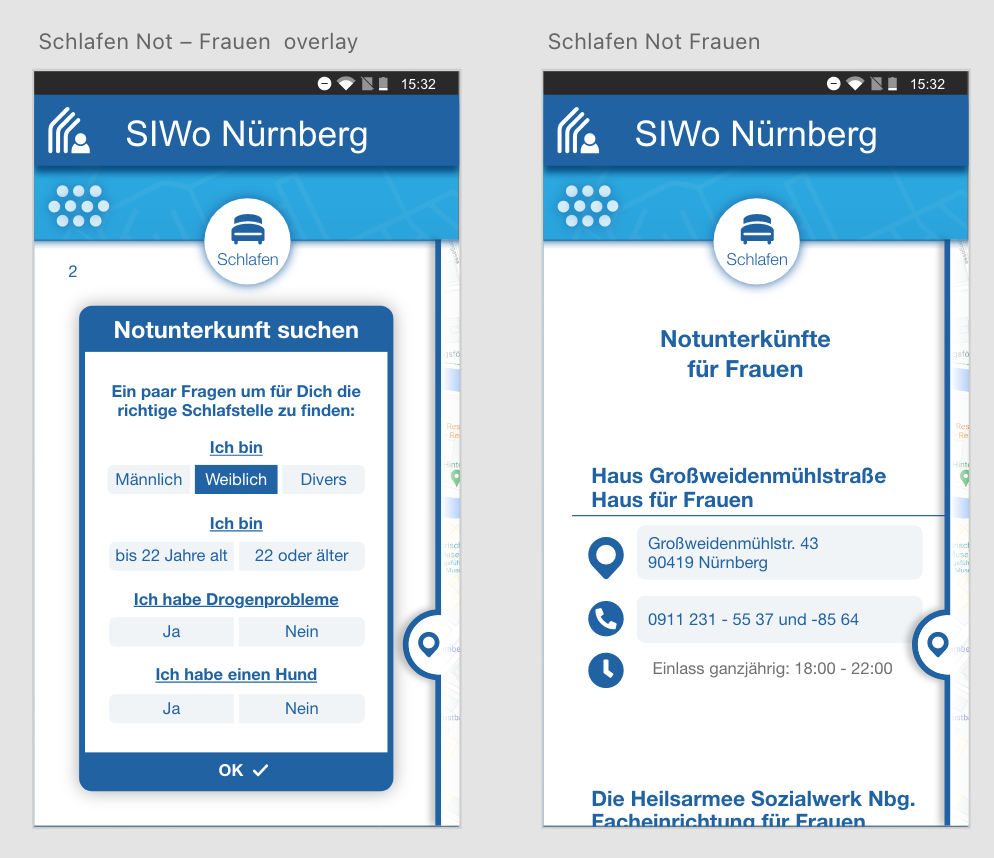 Schlafen Not – Frauen overlay
15:32
SIWo Nürnberg
Schlafen
2
Notunterkunft suchen
Ein paar Fragen um für Dich die
richtige Schlafstelle zu finden:
Ich bin
Männlich Weiblich Divers
Ich bin
bis 22 Jahre alt 22 oder älter
Ich habe Drogenprobleme
Ja Nein
Ich habe einen Hund
Ja Nein
OK
Schlafen Not Frauen
15:32
SIWo Nürnberg
Schlafen
Notunterkünfte
für Frauen
Haus Großweidenmühlstraße
Haus für Frauen
Großweidenmühlstr. 43
90419 Nürnberg
0911 231 - 55 37 und -85 64
Einlass ganzjährig: 18:00 - 22:00
Die Heilsarmee Sozialwerk Nbg.
Facheinrichtung für Frauen